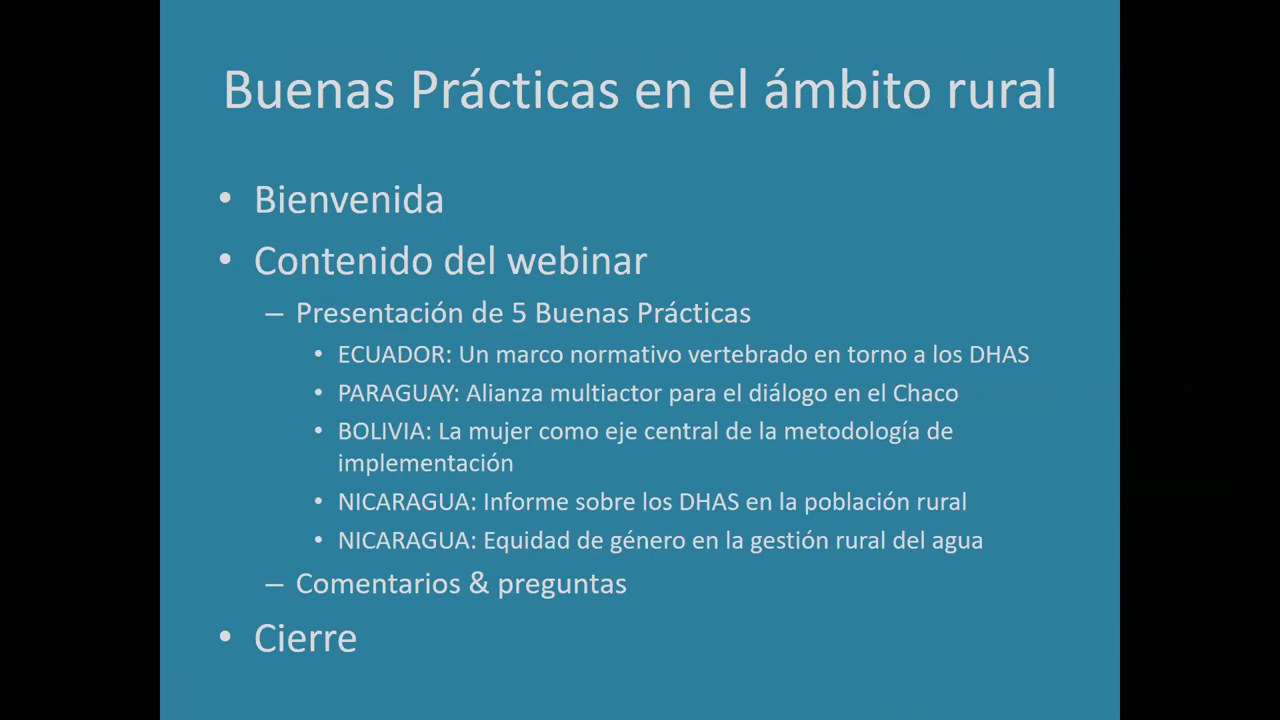 Buenas Prácticas en el ámbito rural
• Bienvenida
• Contenido del webinar
– Presentación de 5 Buenas Prácticas
• ECUADOR: Un marco normativo vertebrado en torno a los DHAS
• PARAGUAY: Alianza multiactor para el diálogo en el Chaco
• BOLIVIA: La mujer como eje central de la metodología de
implementación
• NICARAGUA: Informe sobre los DHAS en la población rural
• NICARAGUA: Equidad de género en la gestión rural del agua
– Comentarios & preguntas
• Cierre